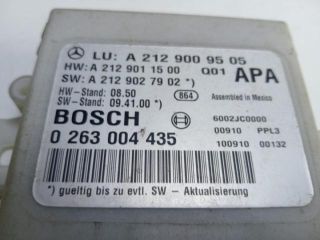 LU: A 212 900 95 05
HW: A 212 901 15 00 Q01 APA
SW: A 212 902 79 02 *)
HW-Stand: 08.50 864 Assembled in Mexico
SW-Stand: 09.41.00 *)
BOSCH 6002JC0000
0 263 004 435 00910 PPL3
100910 00132
*) gueltig bis zu evtl. SW - Aktualisierung